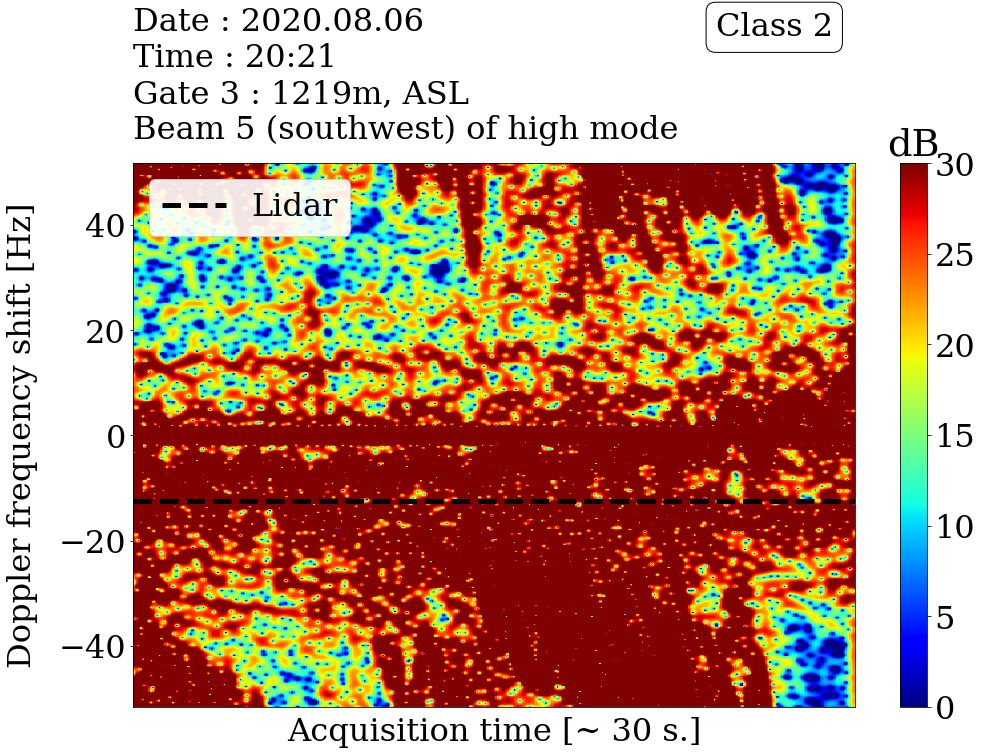 Date : 2020.08.06
Time : 20:21
Gate 3 : 1219m, ASL
Beam 5 (southwest) of high mode
Class 2
dB
Lidar
Doppler frequency shift [Hz]
40
20
0
−20
−40
30
25
20
15
10
5
0
Acquisition time [~ 30 s.]